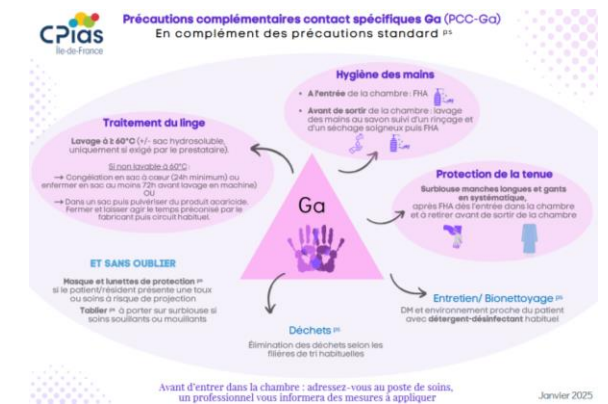 CPias
Île-de-France
Précautions complémentaires contact spécifiques Ga (PCC-Ga)
En complément des précautions standard ps
Hygiène des mains
• A l'entrée de la chambre : FHA
• Avant de sortir de la chambre : lavage
des mains au savon suivi d'un rinçage et
d'un séchage soigneux puis FHA
Traitement du linge
Lavage à ≥ 60°C (+/- sac hydrosoluble,
uniquement si exigé par le prestataire).
Si non lavable à 60°C :
→ Congélation en sac à cœur (24h minimum) ou
enfermer en sac au moins 72h avant lavage en machine)
OU
→ Dans un sac puis pulvériser du produit acaricide.
Fermer et laisser agir le temps préconisé par le
fabricant puis circuit habituel.
Ga
Protection de la tenue
Surblouse manches longues et gants
en systématique,
après FHA dès l'entrée dans la chambre
et à retirer avant de sortir de la chambre
ET SANS OUBLIER
Masque et lunettes de protection ps
si le patient/résident présente une toux
ou soins à risque de projection
Tablier ps à porter sur surblouse si
soins souillants ou mouillants
Déchets ps
Élimination des déchets selon les
filières de tri habituelles
Entretien/ Bionettoyage ps
DM et environnement proche du patient
avec détergent-désinfectant habituel
Avant d'entrer dans la chambre : adressez-vous au poste de soins,
un professionnel vous informera des mesures à appliquer
Janvier 2025